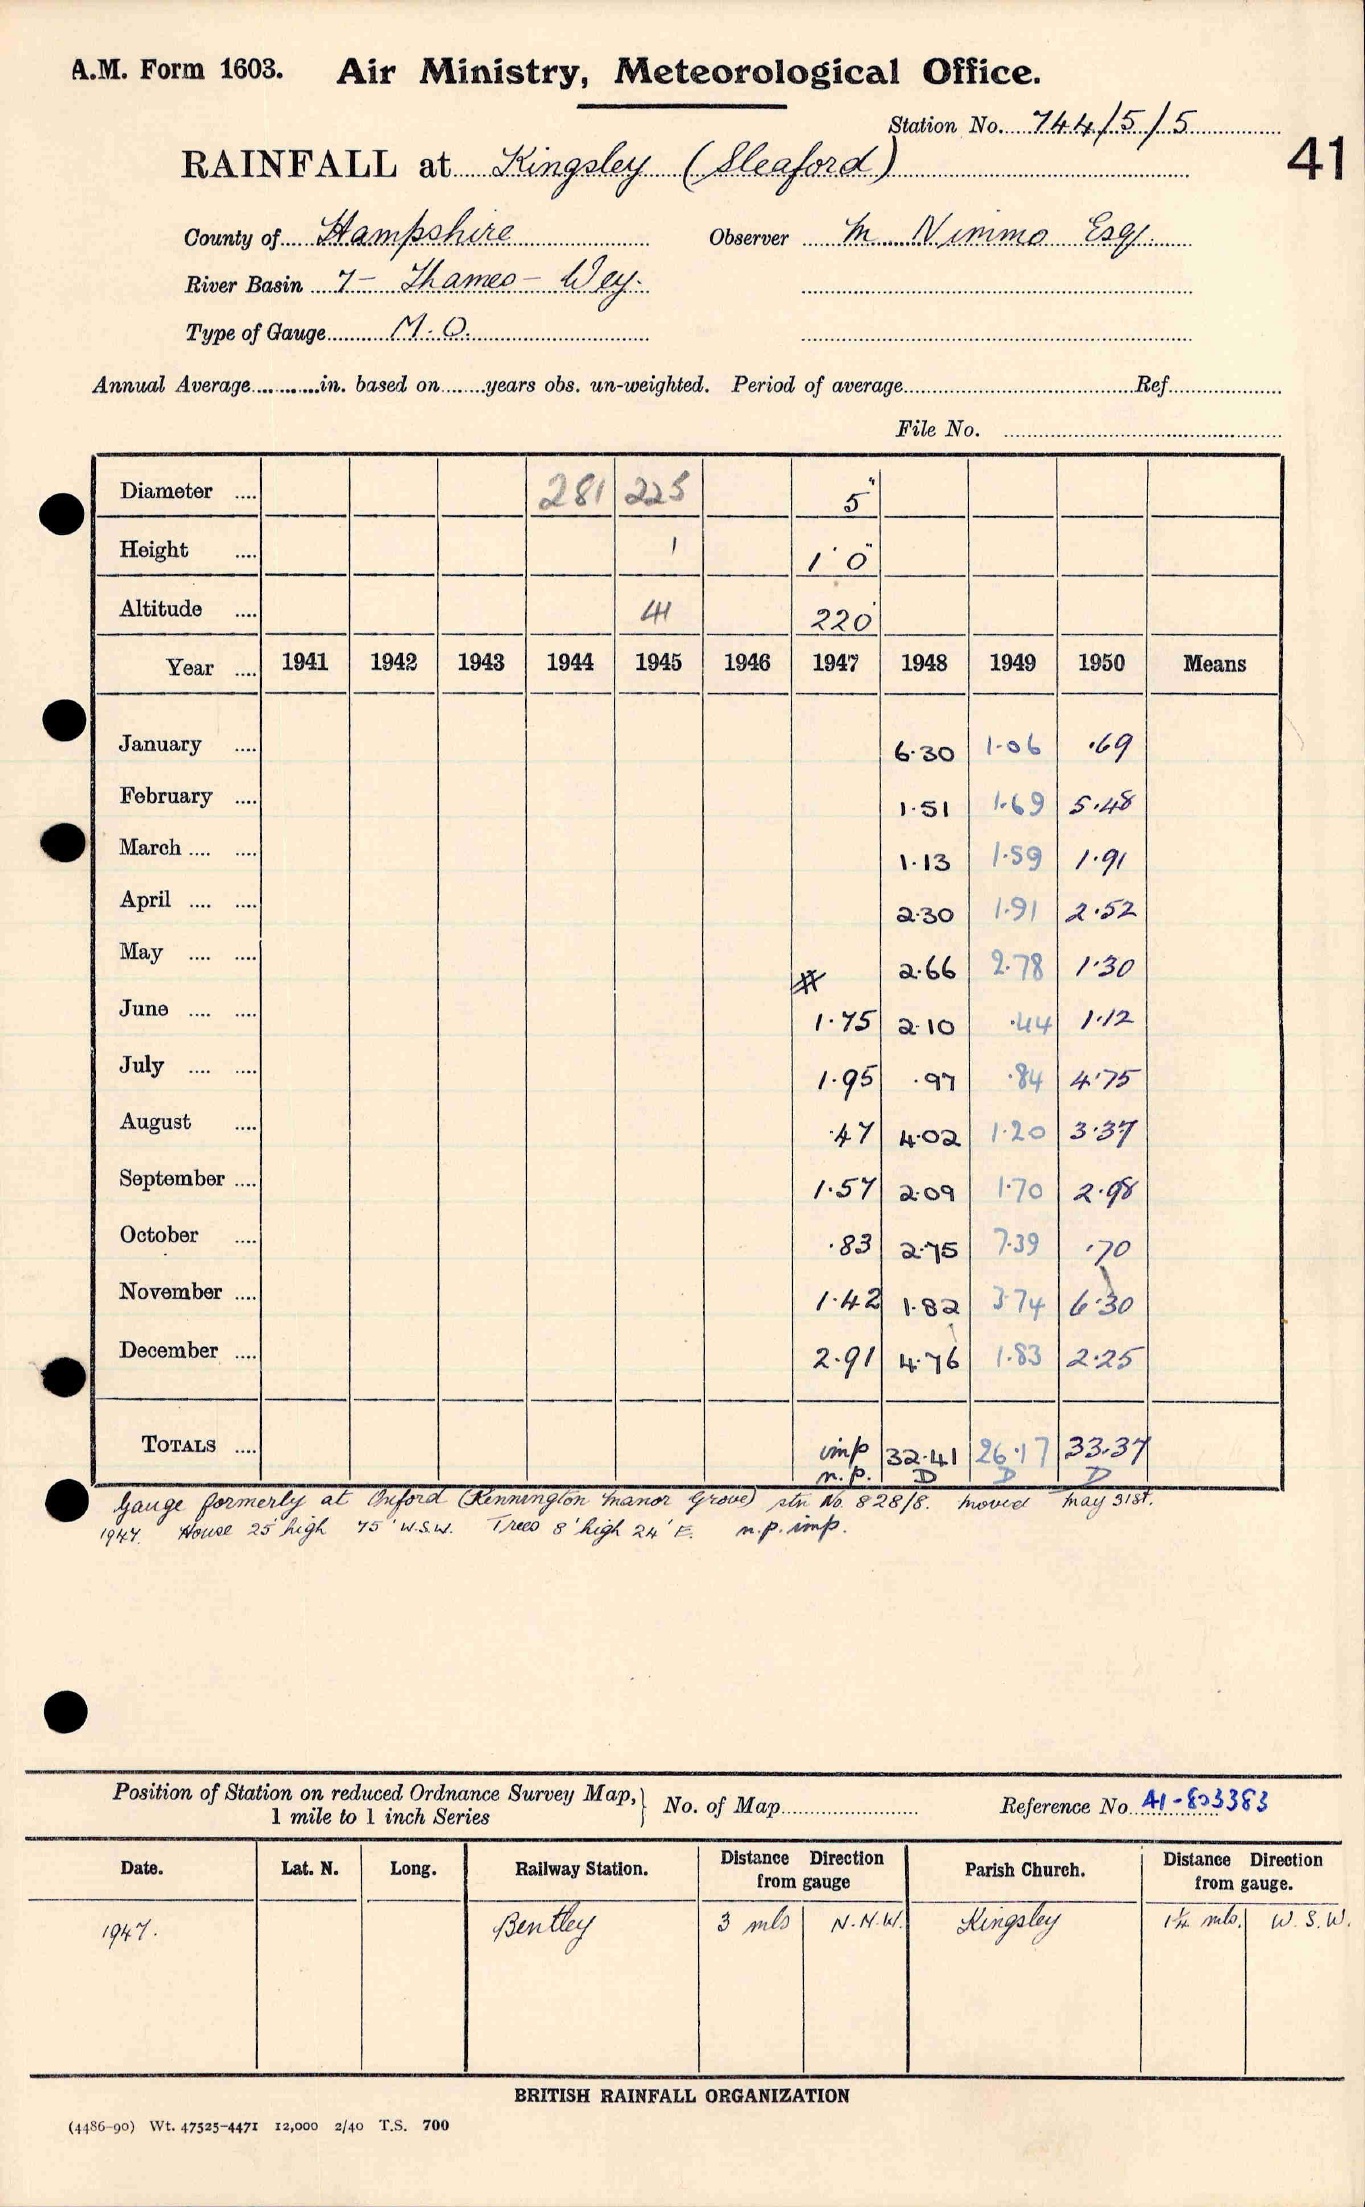 A.M. Form 1603. Air Ministry, Meteorological Office.
Station No. 744/5/5
41
RAINFALL at Kingsley (Sleaford)
County of Hampshire Observer M Nimmo Esq.
River Basin 7 - Thames - Wey.
Type of Gauge M.O.
Annual Average in. based on years obs. un-weighted. Period of average Ref
File No.
Diameter 281 225 5"
Height 1 1' 0"
Altitude 41 220'
Year 1941 1942 1943 1944 1945 1946 1947 1948 1949 1950 Means
January 6.30 1.06 .69
February 1.51 1.69 5.48
March 1.13 1.59 1.91
April 2.30 1.91 2.52
May 2.66 2.78 1.30
June 1.75 2.10 .44 1.12
July 1.95 .97 .84 4.75
August .47 4.02 1.20 3.37
September 1.57 2.09 1.70 2.98
October .83 2.75 7.39 .70
November 1.42 1.82 3.74 6.30
December 2.91 4.76 1.83 2.25
TOTALS imp 32.41 26.17 33.37
n.p. D D D
Gauge formerly at Oxford (Kennington Manor Grove) stn No. 828/8. moved May 31st.
1947. House 25' high 75' W.S.W. Trees 8' high 24' E. n.p. imp.
Position of Station on reduced Ordnance Survey Map,
1 mile to 1 inch Series
No. of Map Reference No. 41-803383
Date. Lat. N. Long. Railway Station. Distance Direction from gauge Parish Church. Distance Direction from gauge.
1947. Bentley 3 mls N.N.W. Kingsley 1¼ mls. W.S.W.
BRITISH RAINFALL ORGANIZATION
(4486-90) Wt. 47525-4471 12,000 2/40 T.S. 700